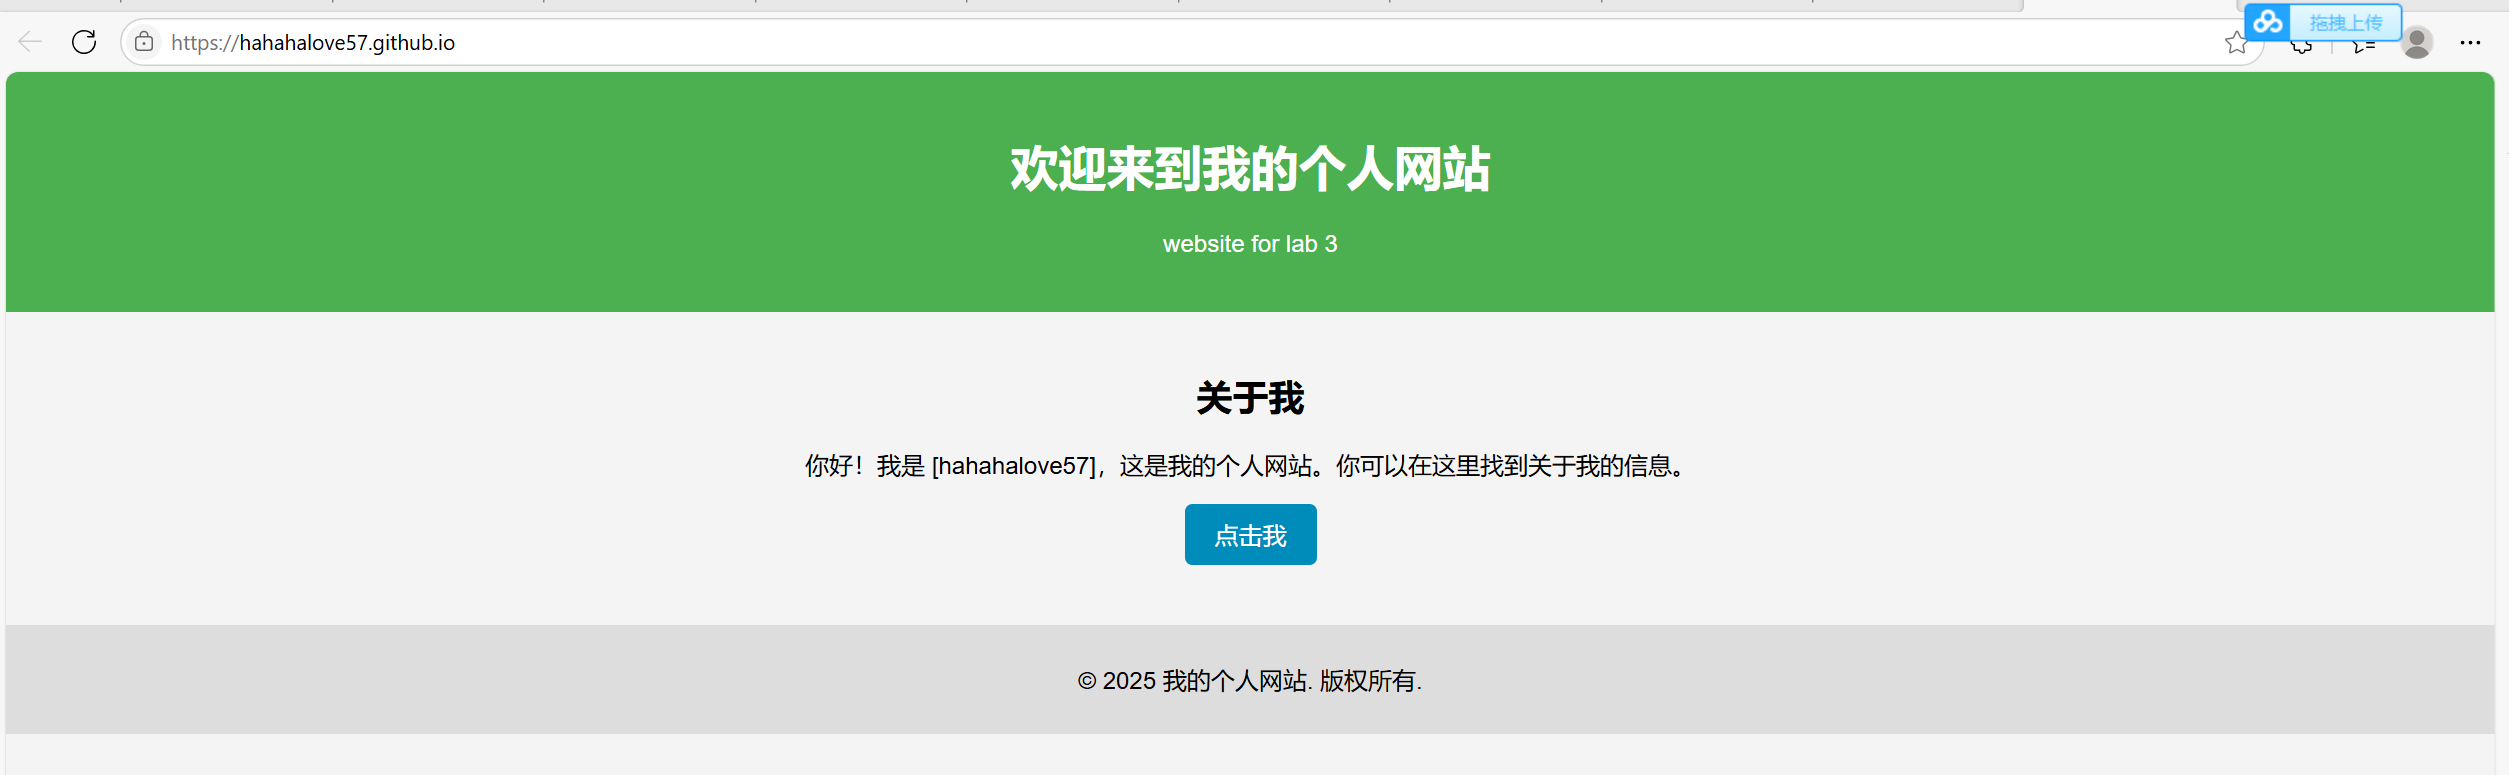 https://hahahalove57.github.io
拖拽上传
欢迎来到我的个人网站
website for lab 3
关于我
你好！我是 [hahahalove57]，这是我的个人网站。你可以在这里找到关于我的信息。
点击我
© 2025 我的个人网站. 版权所有.